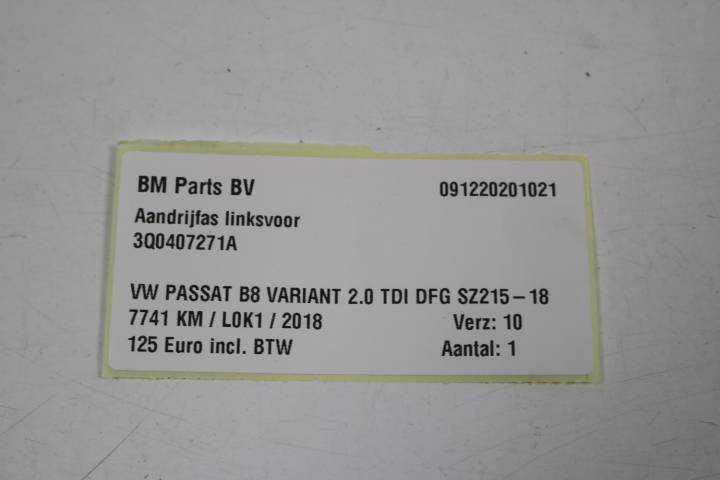 BM Parts BV 091220201021
Aandrijfas linksvoor
3Q0407271A
VW PASSAT B8 VARIANT 2.0 TDI DFG SZ215-18
7741 KM / L0K1 / 2018 Verz: 10
125 Euro incl. BTW Aantal: 1